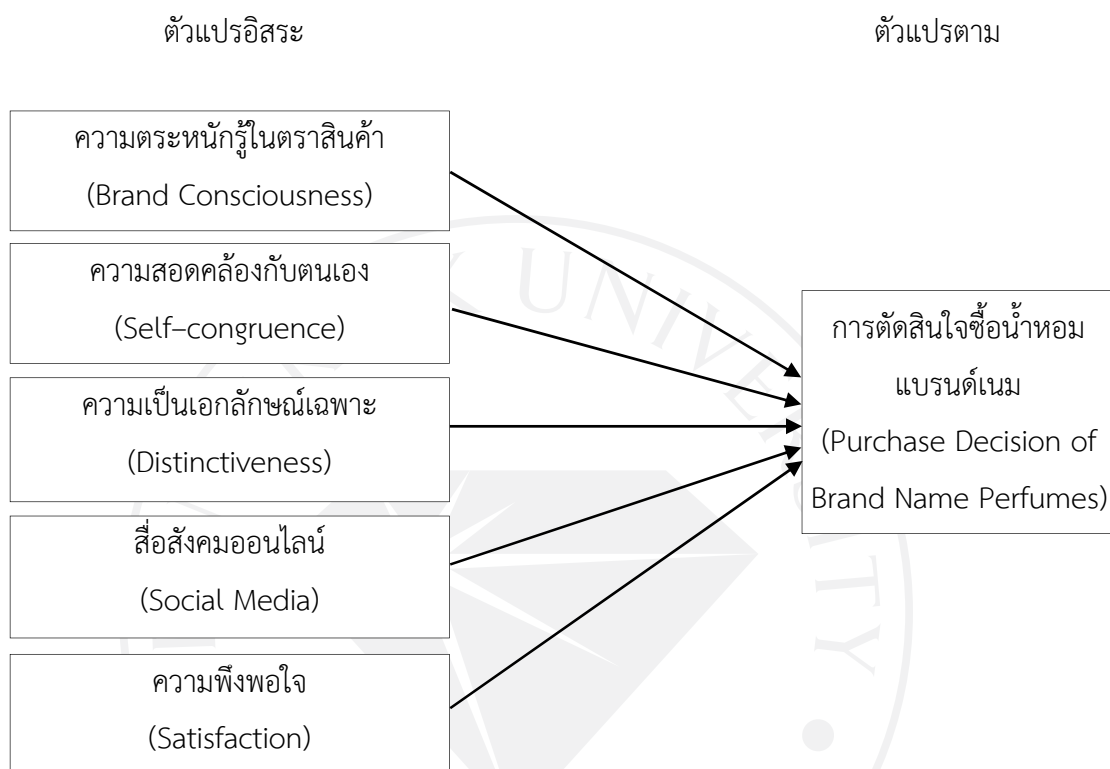 ตัวแปรอิสระ
ตัวแปรตาม
ความตระหนักรู้ในตราสินค้า
(Brand Consciousness)
ความสอดคล้องกับตนเอง
(Self–congruence)
ความเป็นเอกลักษณ์เฉพาะ
(Distinctiveness)
สื่อสังคมออนไลน์
(Social Media)
ความพึงพอใจ
(Satisfaction)
การตัดสินใจซื้อน้ำหอม
แบรนด์เนม
(Purchase Decision of
Brand Name Perfumes)
UNIVERSITY